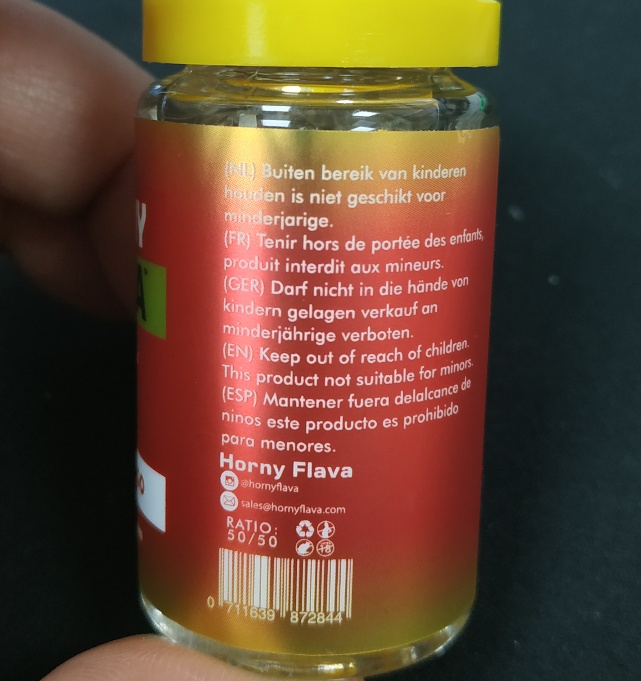 (NL) Buiten bereik van kinderen
houden is niet geschikt voor
minderjarige.
(FR) Tenir hors de portée des enfants,
produit interdit aux mineurs.
(GER) Darf nicht in die hände von
kindern gelagen verkauf an
minderjährige verboten.
(EN) Keep out of reach of children.
This product not suitable for minors.
(ESP) Mantener fuera delalcance de
ninos este producto es prohibido
para menores.
Horny Flava
@hornyflava
sales@hornyflava.com
RATIO:
50/50
18
0 711639 872844